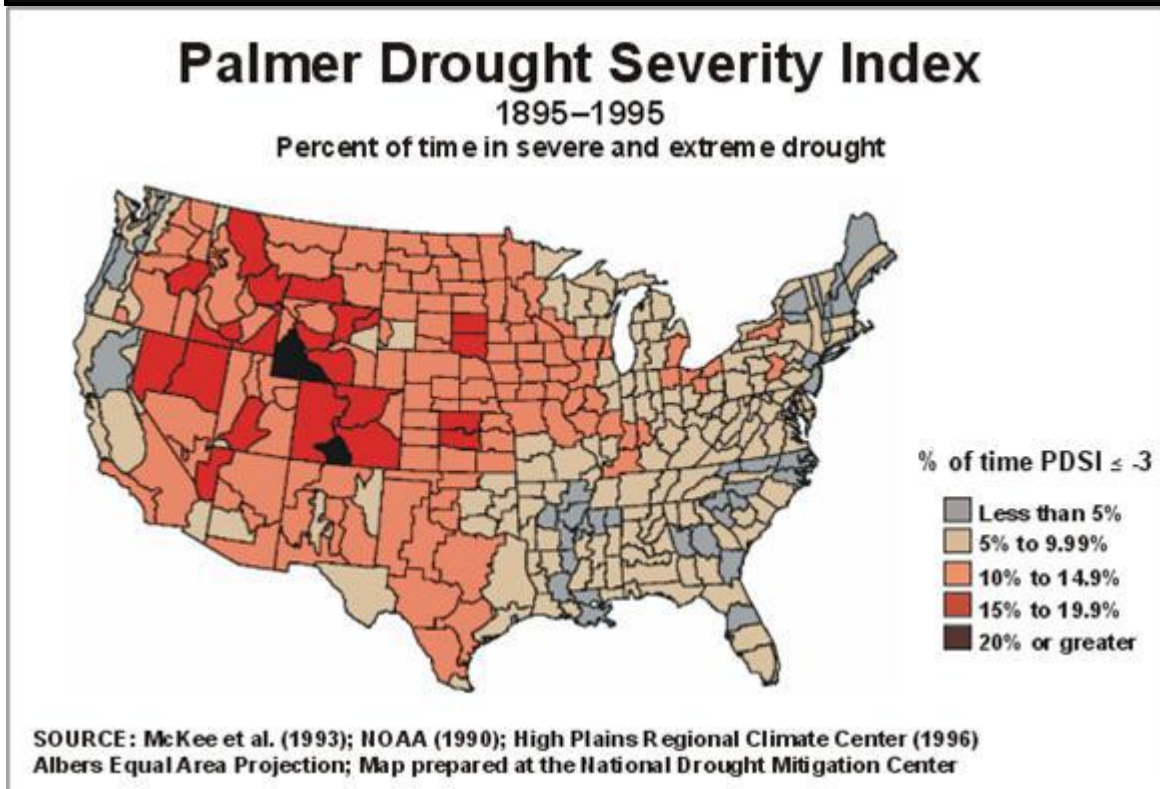 Palmer Drought Severity Index
1895–1995
Percent of time in severe and extreme drought
% of time PDSI ≤ -3
Less than 5%
5% to 9.99%
10% to 14.9%
15% to 19.9%
20% or greater
SOURCE: McKee et al. (1993); NOAA (1990); High Plains Regional Climate Center (1996)
Albers Equal Area Projection; Map prepared at the National Drought Mitigation Center